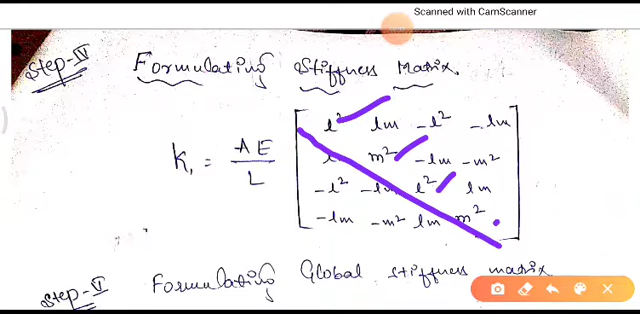 Scanned with CamScanner
Step-IV Formulating Stiffness Matrix.
l² lm -l² -lm
K₁ = AE/L m² -lm -m²
-l² -lm l² lm
-lm -m² lm m²
Step-V Formulating Global stiffness matrix